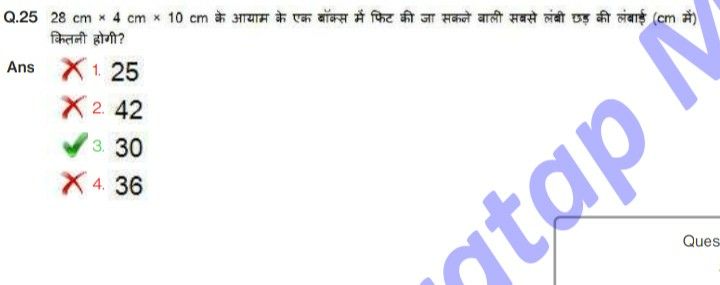 Q.25 28 cm × 4 cm × 10 cm के आयाम के एक बॉक्स में फिट की जा सकने वाली सबसे लंबी छड़ की लंबाई (cm में)
कितनी होगी?
Ans 1. 25
2. 42
3. 30
4. 36
atap M
Ques